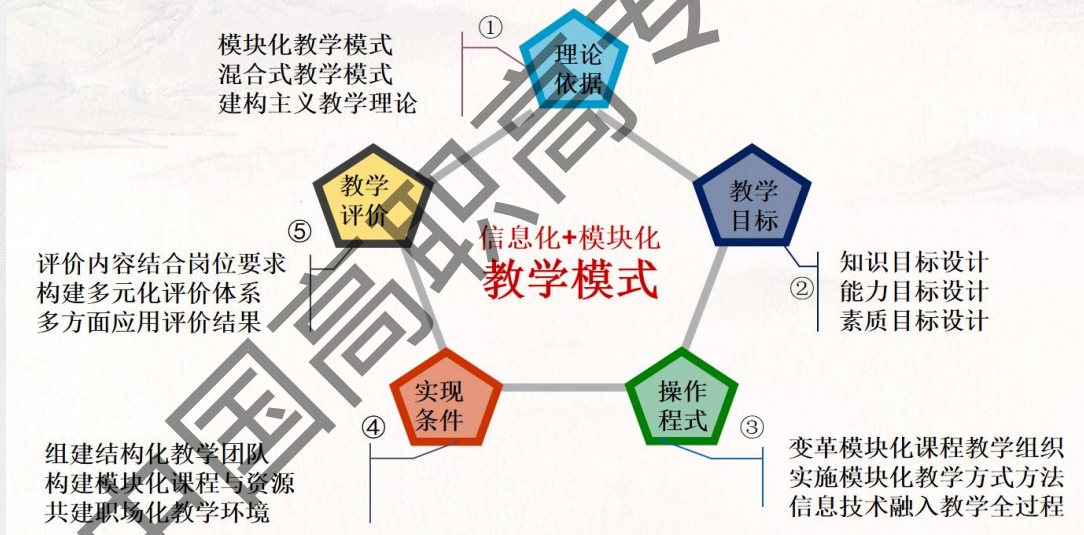 ①
模块化教学模式
混合式教学模式
建构主义教学理论
理论
依据
教学
目标
②
知识目标设计
能力目标设计
素质目标设计
操作
程式
③
变革模块化课程教学组织
实施模块化教学方式方法
信息技术融入教学全过程
实现
条件
④
组建结构化教学团队
构建模块化课程与资源
共建职场化教学环境
教学
评价
⑤
评价内容结合岗位要求
构建多元化评价体系
多方面应用评价结果
信息化+模块化
教学模式
中国高职高专